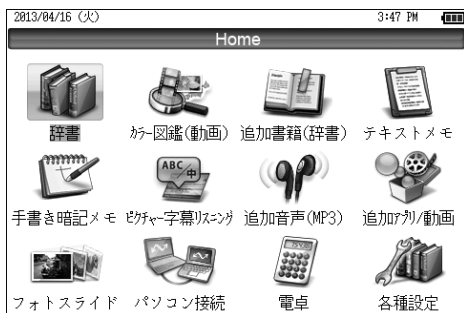 2013/04/16 (火) 3:47 PM
Home
辞書 ｶﾗｰ図鑑(動画) 追加書籍(辞書) テキストメモ
ABC 中
手書き暗記メモ ﾋﾟｸﾁｬｰ字幕ﾘｽﾆﾝｸﾞ 追加音声(MP3) 追加ｱﾌﾟﾘ/動画
フォトスライド パソコン接続 電卓 各種設定